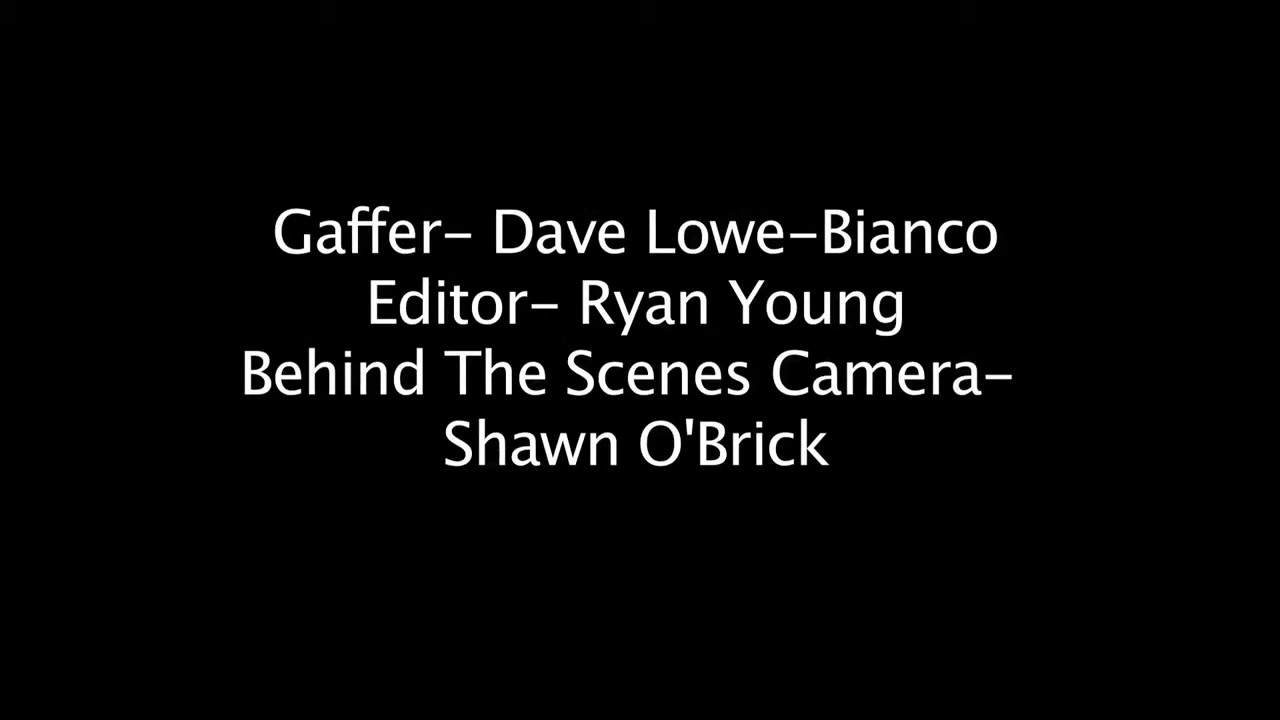 Gaffer- Dave Lowe-Bianco
Editor- Ryan Young
Behind The Scenes Camera-
Shawn O'Brick